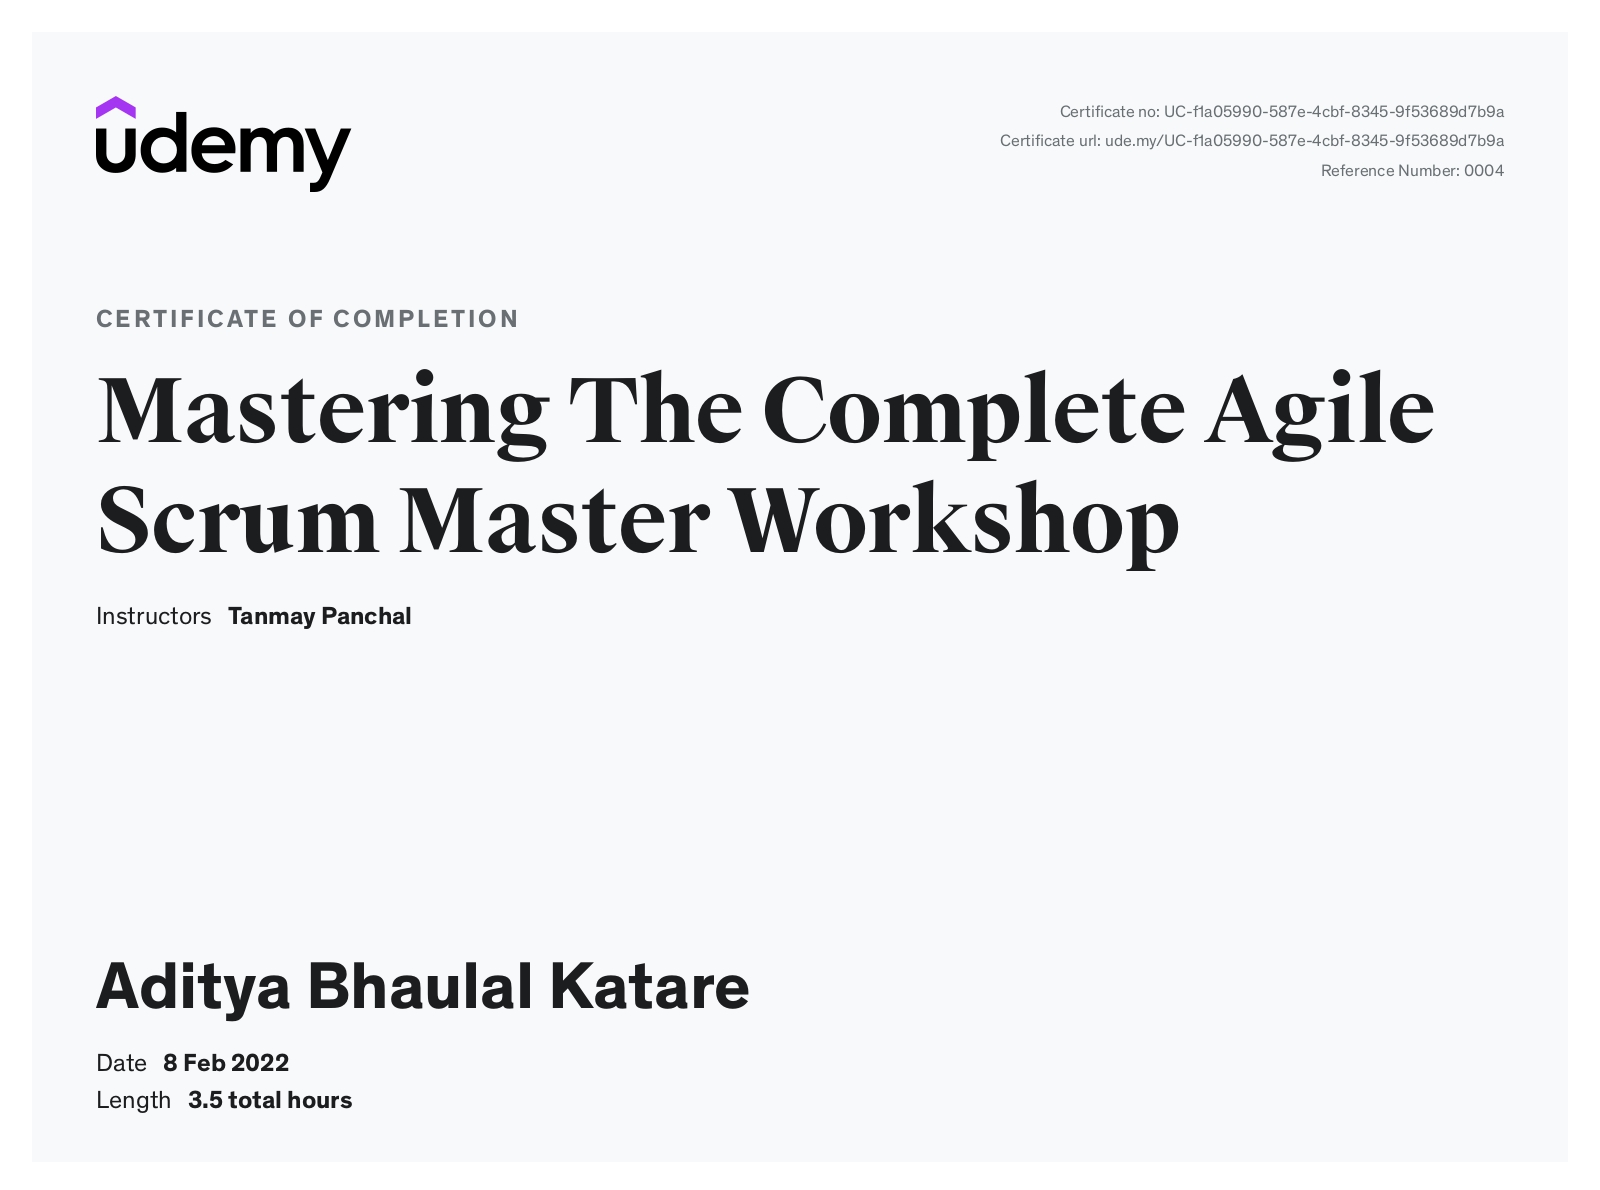 udemy
Certificate no: UC-f1a05990-587e-4cbf-8345-9f53689d7b9a
Certificate url: ude.my/UC-f1a05990-587e-4cbf-8345-9f53689d7b9a
Reference Number: 0004
CERTIFICATE OF COMPLETION
Mastering The Complete Agile
Scrum Master Workshop
Instructors Tanmay Panchal
Aditya Bhaulal Katare
Date 8 Feb 2022
Length 3.5 total hours